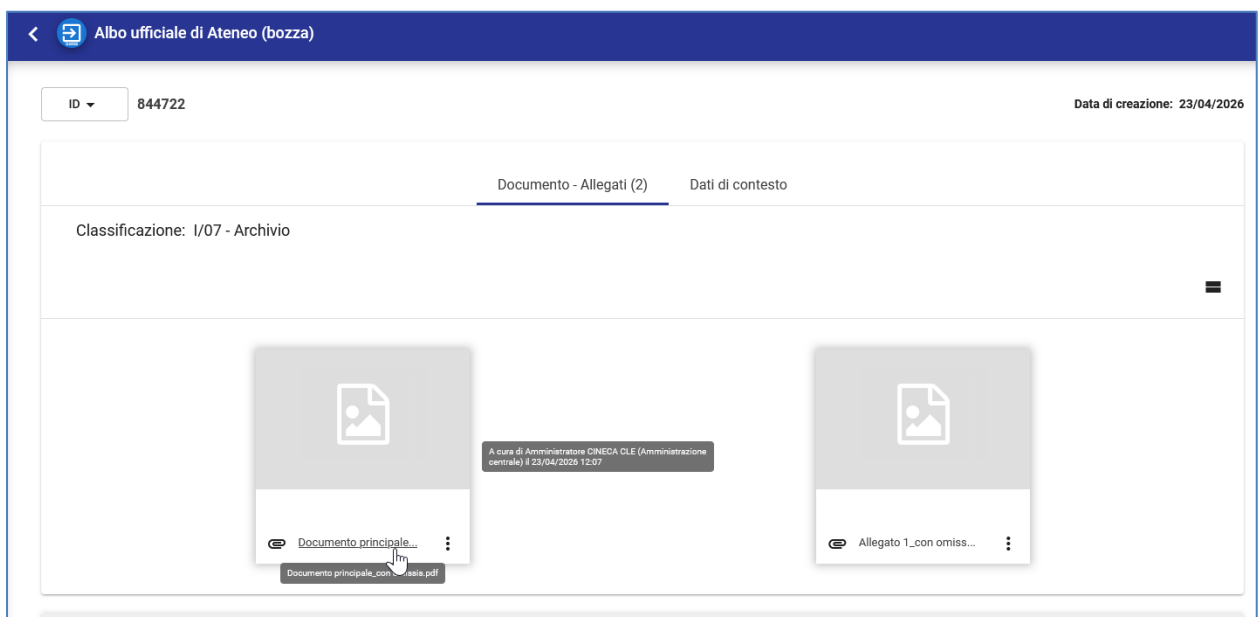 Albo ufficiale di Ateneo (bozza)
ID 844722
Data di creazione: 23/04/2026
Documento - Allegati (2)
Dati di contesto
Classificazione: I/07 - Archivio
A cura di Amministratore CINECA CLE (Amministrazione
centrale) il 23/04/2026 12:07
Documento principale...
Allegato 1_con omiss...
Documento principale_con